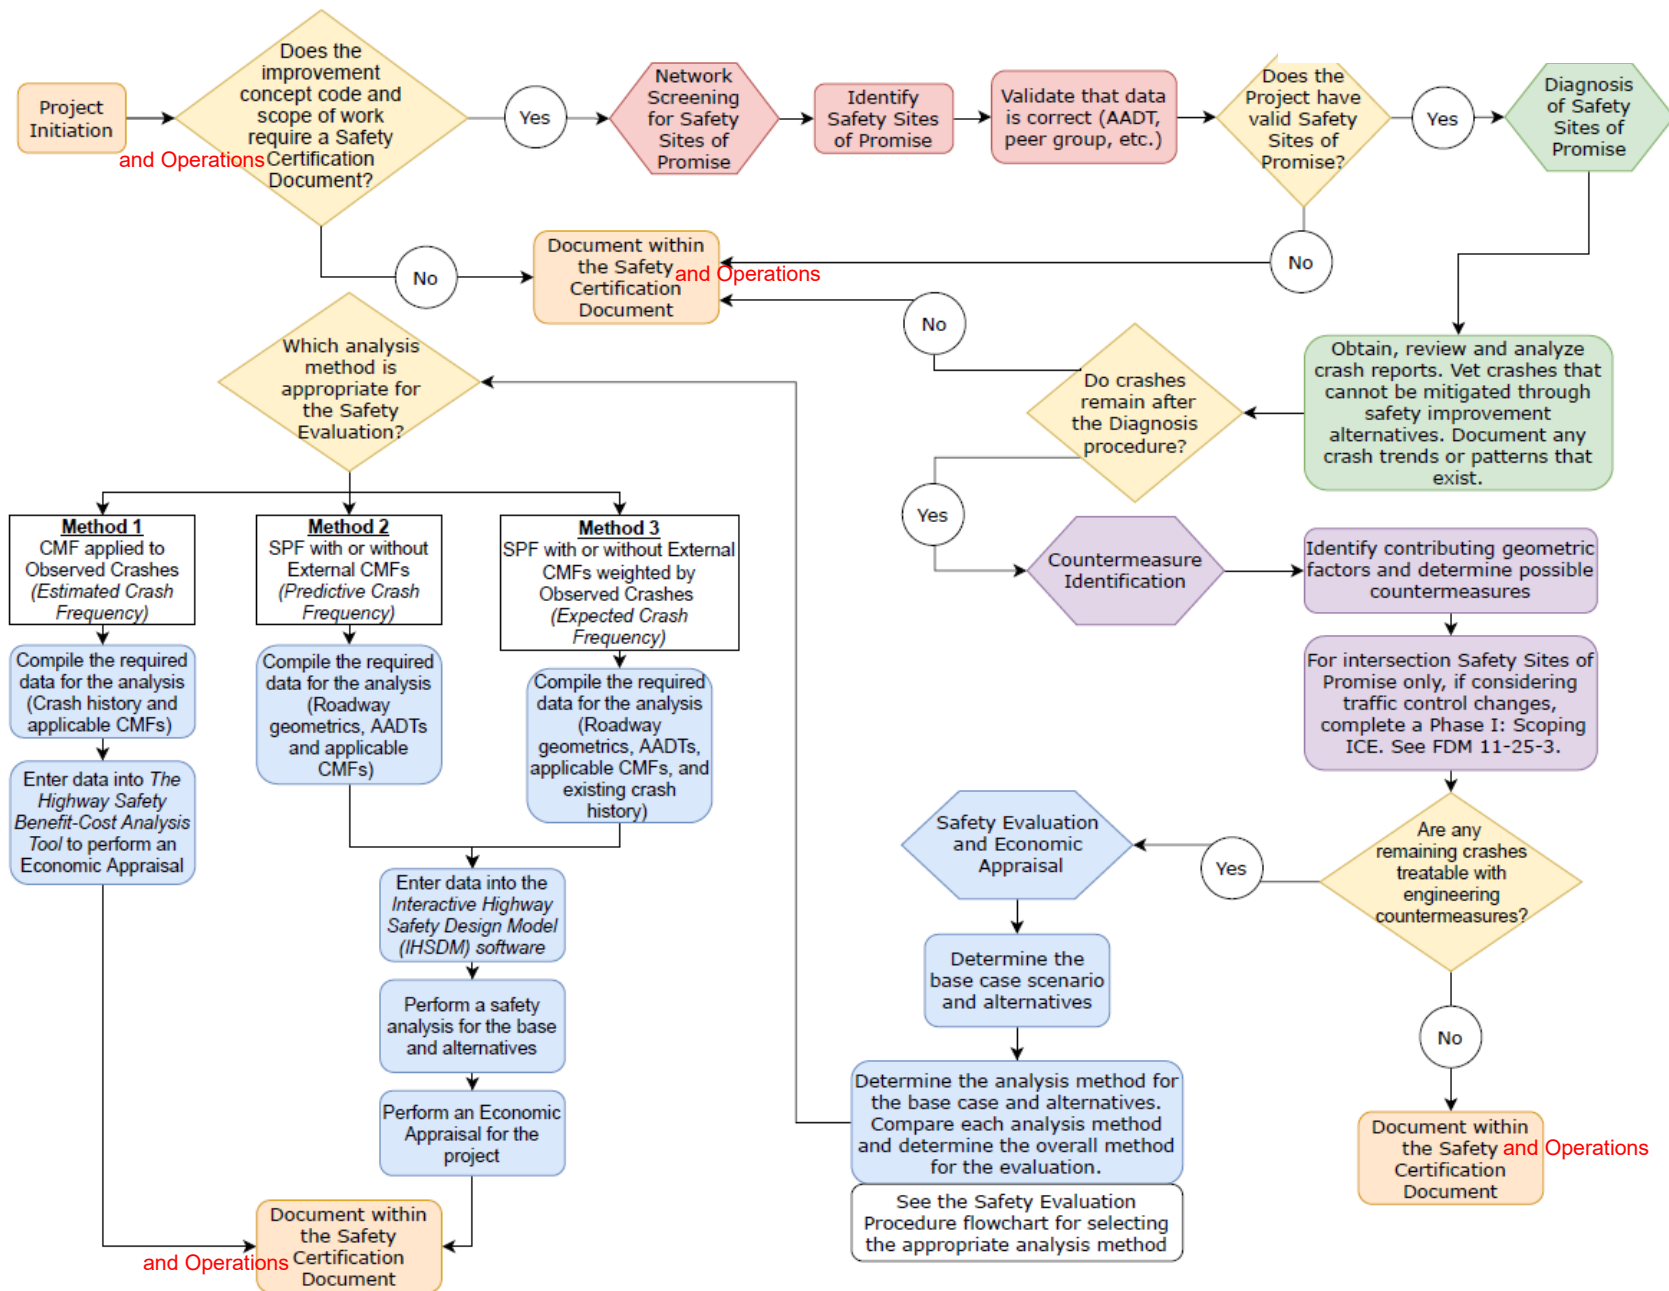 Project
Initiation
Does the
improvement
concept code and
scope of work
require a Safety
and Operations
Certification
Document?
Yes
Network
Screening
for Safety
Sites of
Promise
Identify
Safety Sites
of Promise
Validate that data
is correct (AADT,
peer group, etc.)
Does the
Project have
valid Safety
Sites of
Promise?
Yes
Diagnosis
of Safety
Sites of
Promise
No
Document within
the Safety
and Operations
Certification
Document
No
No
Which analysis
method is
appropriate for
the Safety
Evaluation?
Do crashes
remain after
the Diagnosis
procedure?
Obtain, review and analyze
crash reports. Vet crashes that
cannot be mitigated through
safety improvement
alternatives. Document any
crash trends or patterns that
exist.
Yes
Countermeasure
Identification
Identify contributing geometric
factors and determine possible
countermeasures
For intersection Safety Sites of
Promise only, if considering
traffic control changes,
complete a Phase I: Scoping
ICE. See FDM 11-25-3.
Method 1
CMF applied to
Observed Crashes
(Estimated Crash
Frequency)
Method 2
SPF with or without
External CMFs
(Predictive Crash
Frequency)
Method 3
SPF with or without External
CMFs weighted by
Observed Crashes
(Expected Crash
Frequency)
Compile the required
data for the analysis
(Crash history and
applicable CMFs)
Compile the required
data for the analysis
(Roadway
geometrics, AADTs
and applicable
CMFs)
Compile the required
data for the analysis
(Roadway
geometrics, AADTs,
applicable CMFs, and
existing crash
history)
Enter data into The
Highway Safety
Benefit-Cost Analysis
Tool to perform an
Economic Appraisal
Enter data into the
Interactive Highway
Safety Design Model
(IHSDM) software
Perform a safety
analysis for the base
and alternatives
Perform an Economic
Appraisal for the
project
Document within
the Safety
and Operations
Certification
Document
Safety Evaluation
and Economic
Appraisal
Yes
Are any
remaining crashes
treatable with
engineering
countermeasures?
Determine the
base case scenario
and alternatives
Determine the analysis method for
the base case and alternatives.
Compare each analysis method
and determine the overall method
for the evaluation.
See the Safety Evaluation
Procedure flowchart for selecting
the appropriate analysis method
No
Document within
the Safety
and Operations
Certification
Document